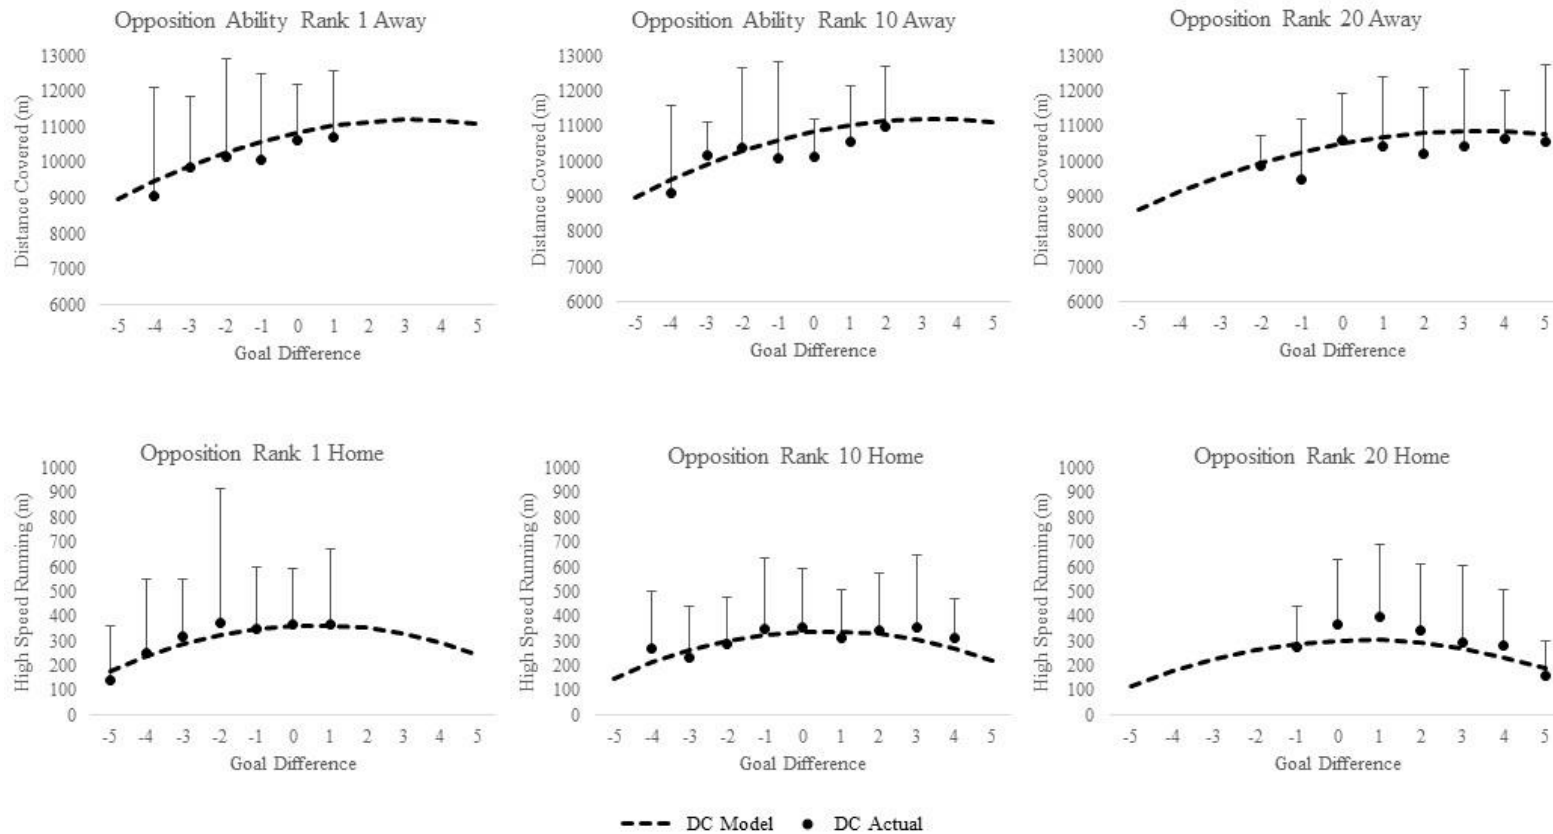 Opposition Ability Rank 1 Away
Distance Covered (m)
13000
12000
11000
10000
9000
8000
7000
6000
-5 -4 -3 -2 -1 0 1 2 3 4 5
Goal Difference
Opposition Ability Rank 10 Away
Distance Covered (m)
13000
12000
11000
10000
9000
8000
7000
6000
-5 -4 -3 -2 -1 0 1 2 3 4 5
Goal Difference
Opposition Rank 20 Away
Distance Covered (m)
13000
12000
11000
10000
9000
8000
7000
6000
-5 -4 -3 -2 -1 0 1 2 3 4 5
Goal Difference
Opposition Rank 1 Home
High Speed Running (m)
1000
900
800
700
600
500
400
300
200
100
0
-5 -4 -3 -2 -1 0 1 2 3 4 5
Goal Difference
Opposition Rank 10 Home
High Speed Running (m)
1000
900
800
700
600
500
400
300
200
100
0
-5 -4 -3 -2 -1 0 1 2 3 4 5
Goal Difference
Opposition Rank 20 Home
High Speed Running (m)
1000
900
800
700
600
500
400
300
200
100
0
-5 -4 -3 -2 -1 0 1 2 3 4 5
Goal Difference
DC Model DC Actual